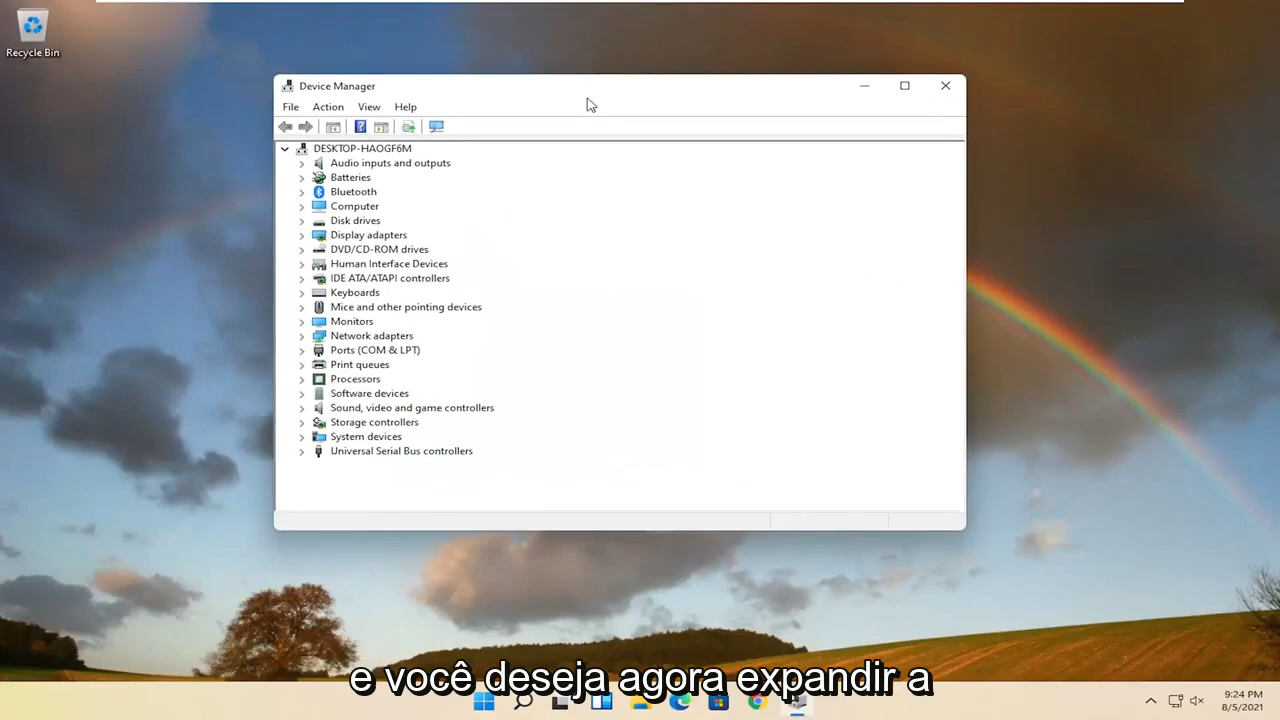 Recycle Bin
Device Manager
File Action View Help
DESKTOP-HAOGF6M
Audio inputs and outputs
Batteries
Bluetooth
Computer
Disk drives
Display adapters
DVD/CD-ROM drives
Human Interface Devices
IDE ATA/ATAPI controllers
Keyboards
Mice and other pointing devices
Monitors
Network adapters
Ports (COM & LPT)
Print queues
Processors
Software devices
Sound, video and game controllers
Storage controllers
System devices
Universal Serial Bus controllers
e você deseja agora expandir a
9:24 PM
8/5/2021